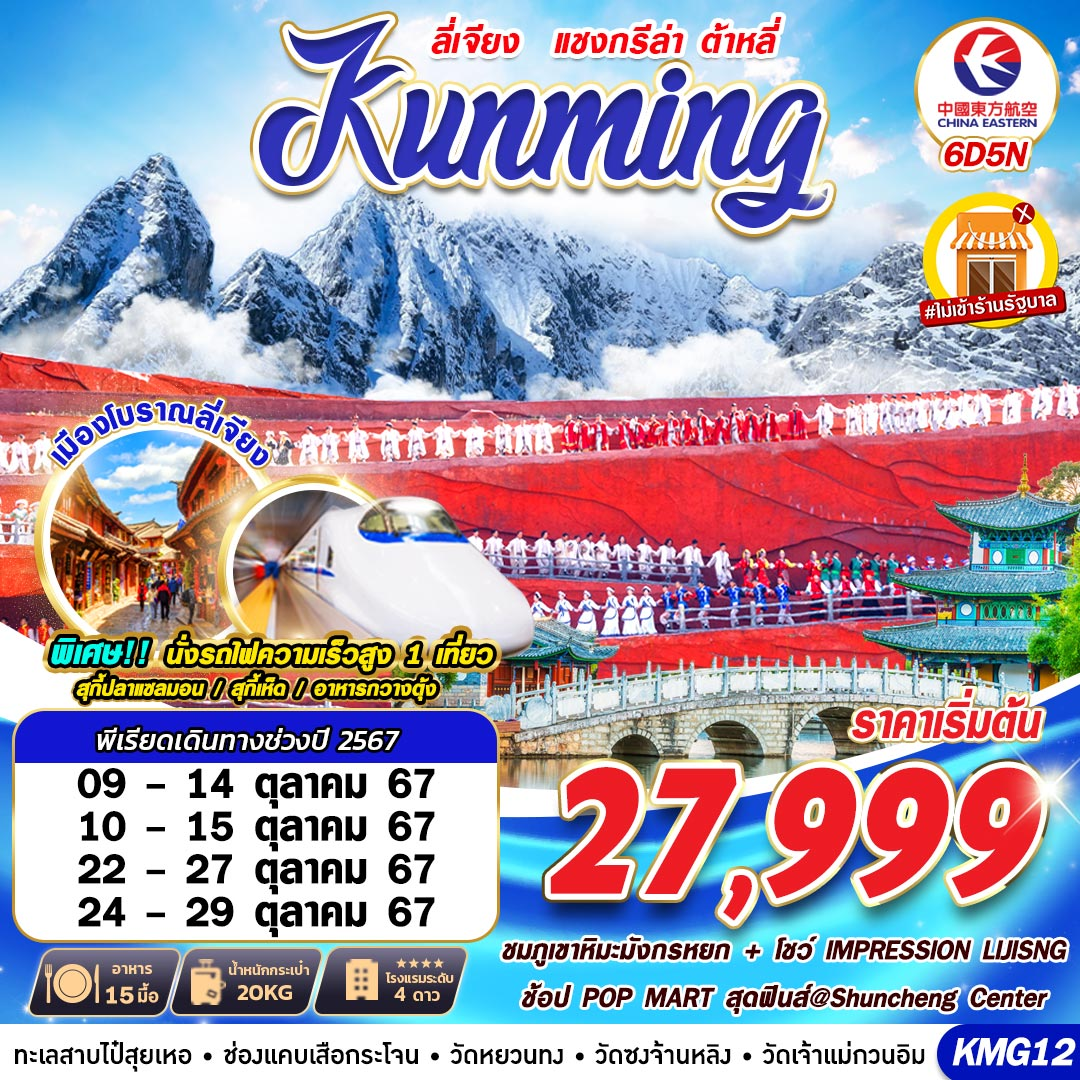 ลี่เจียง แชงกรีล่า ต้าหลี่
Kunming
中國東方航空
CHINA EASTERN
6D5N
#ไม่เข้าร้านรัฐบาล
เมืองโบราณลี่เจียง
พิเศษ!! นั่งรถไฟความเร็วสูง 1 เที่ยว
สุกี้ปลาแซลมอน / สุกี้เห็ด / อาหารกวางตุ้ง
พีเรียดเดินทางช่วงปี 2567
09 – 14 ตุลาคม 67
10 – 15 ตุลาคม 67
22 – 27 ตุลาคม 67
24 – 29 ตุลาคม 67
ราคาเริ่มต้น
27,999
ชมภูเขาหิมะมังกรหยก + โชว์ IMPRESSION LIJISNG
ช้อป POP MART สุดฟินส์@Shuncheng Center
อาหาร
15 มื้อ
น้ำหนักกระเป๋า
20KG
โรงแรมระดับ
4 ดาว
ทะเลสาบไป๋สุยเหอ • ช่องแคบเสือกระโจน • วัดหยวนทง • วัดซงจ้านหลิง • วัดเจ้าแม่กวนอิม
KMG12